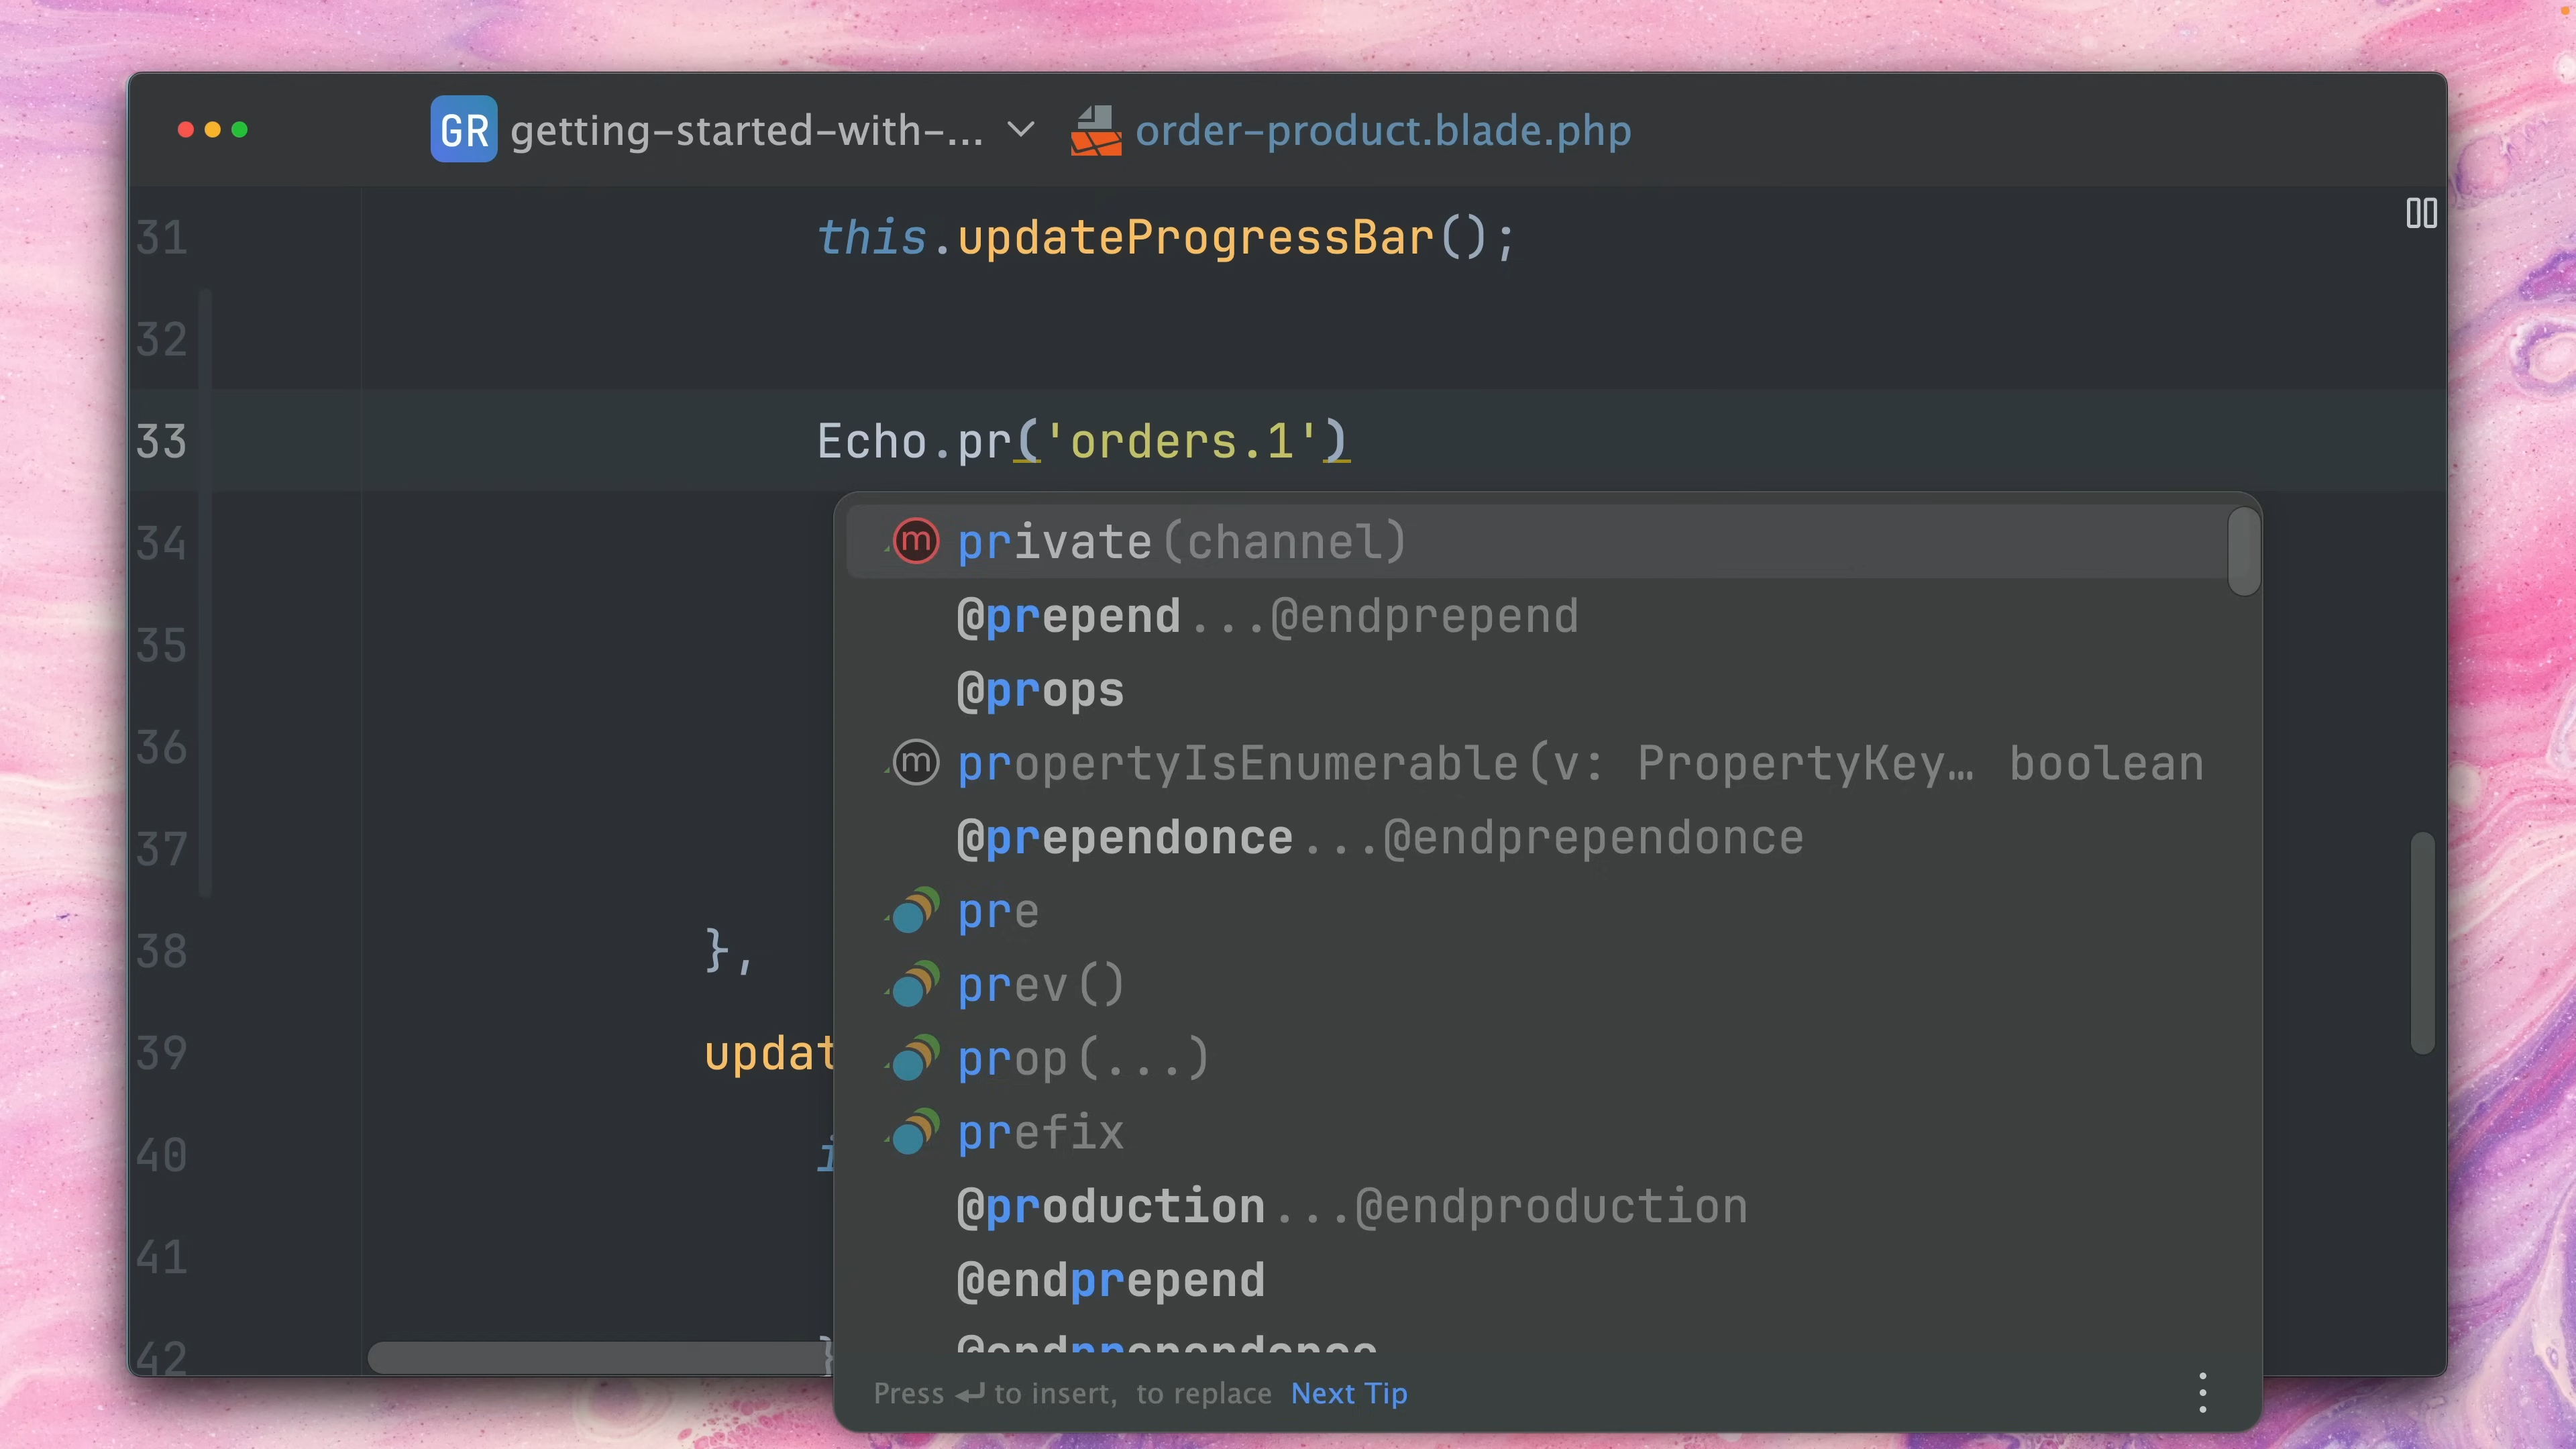 GR getting-started-with-... order-product.blade.php
31 this.updateProgressBar();
32
33 Echo.pr('orders.1')
34
35
36
37
38 },
39 updat
40 i
41
42 }
private(channel)
@prepend...@endprepend
@props
propertyIsEnumerable(v: PropertyKey… boolean
@prependonce...@endprependonce
pre
prev()
prop(...)
prefix
@production...@endproduction
@endprepend
@endprependonce
Press ↵ to insert, to replace Next Tip